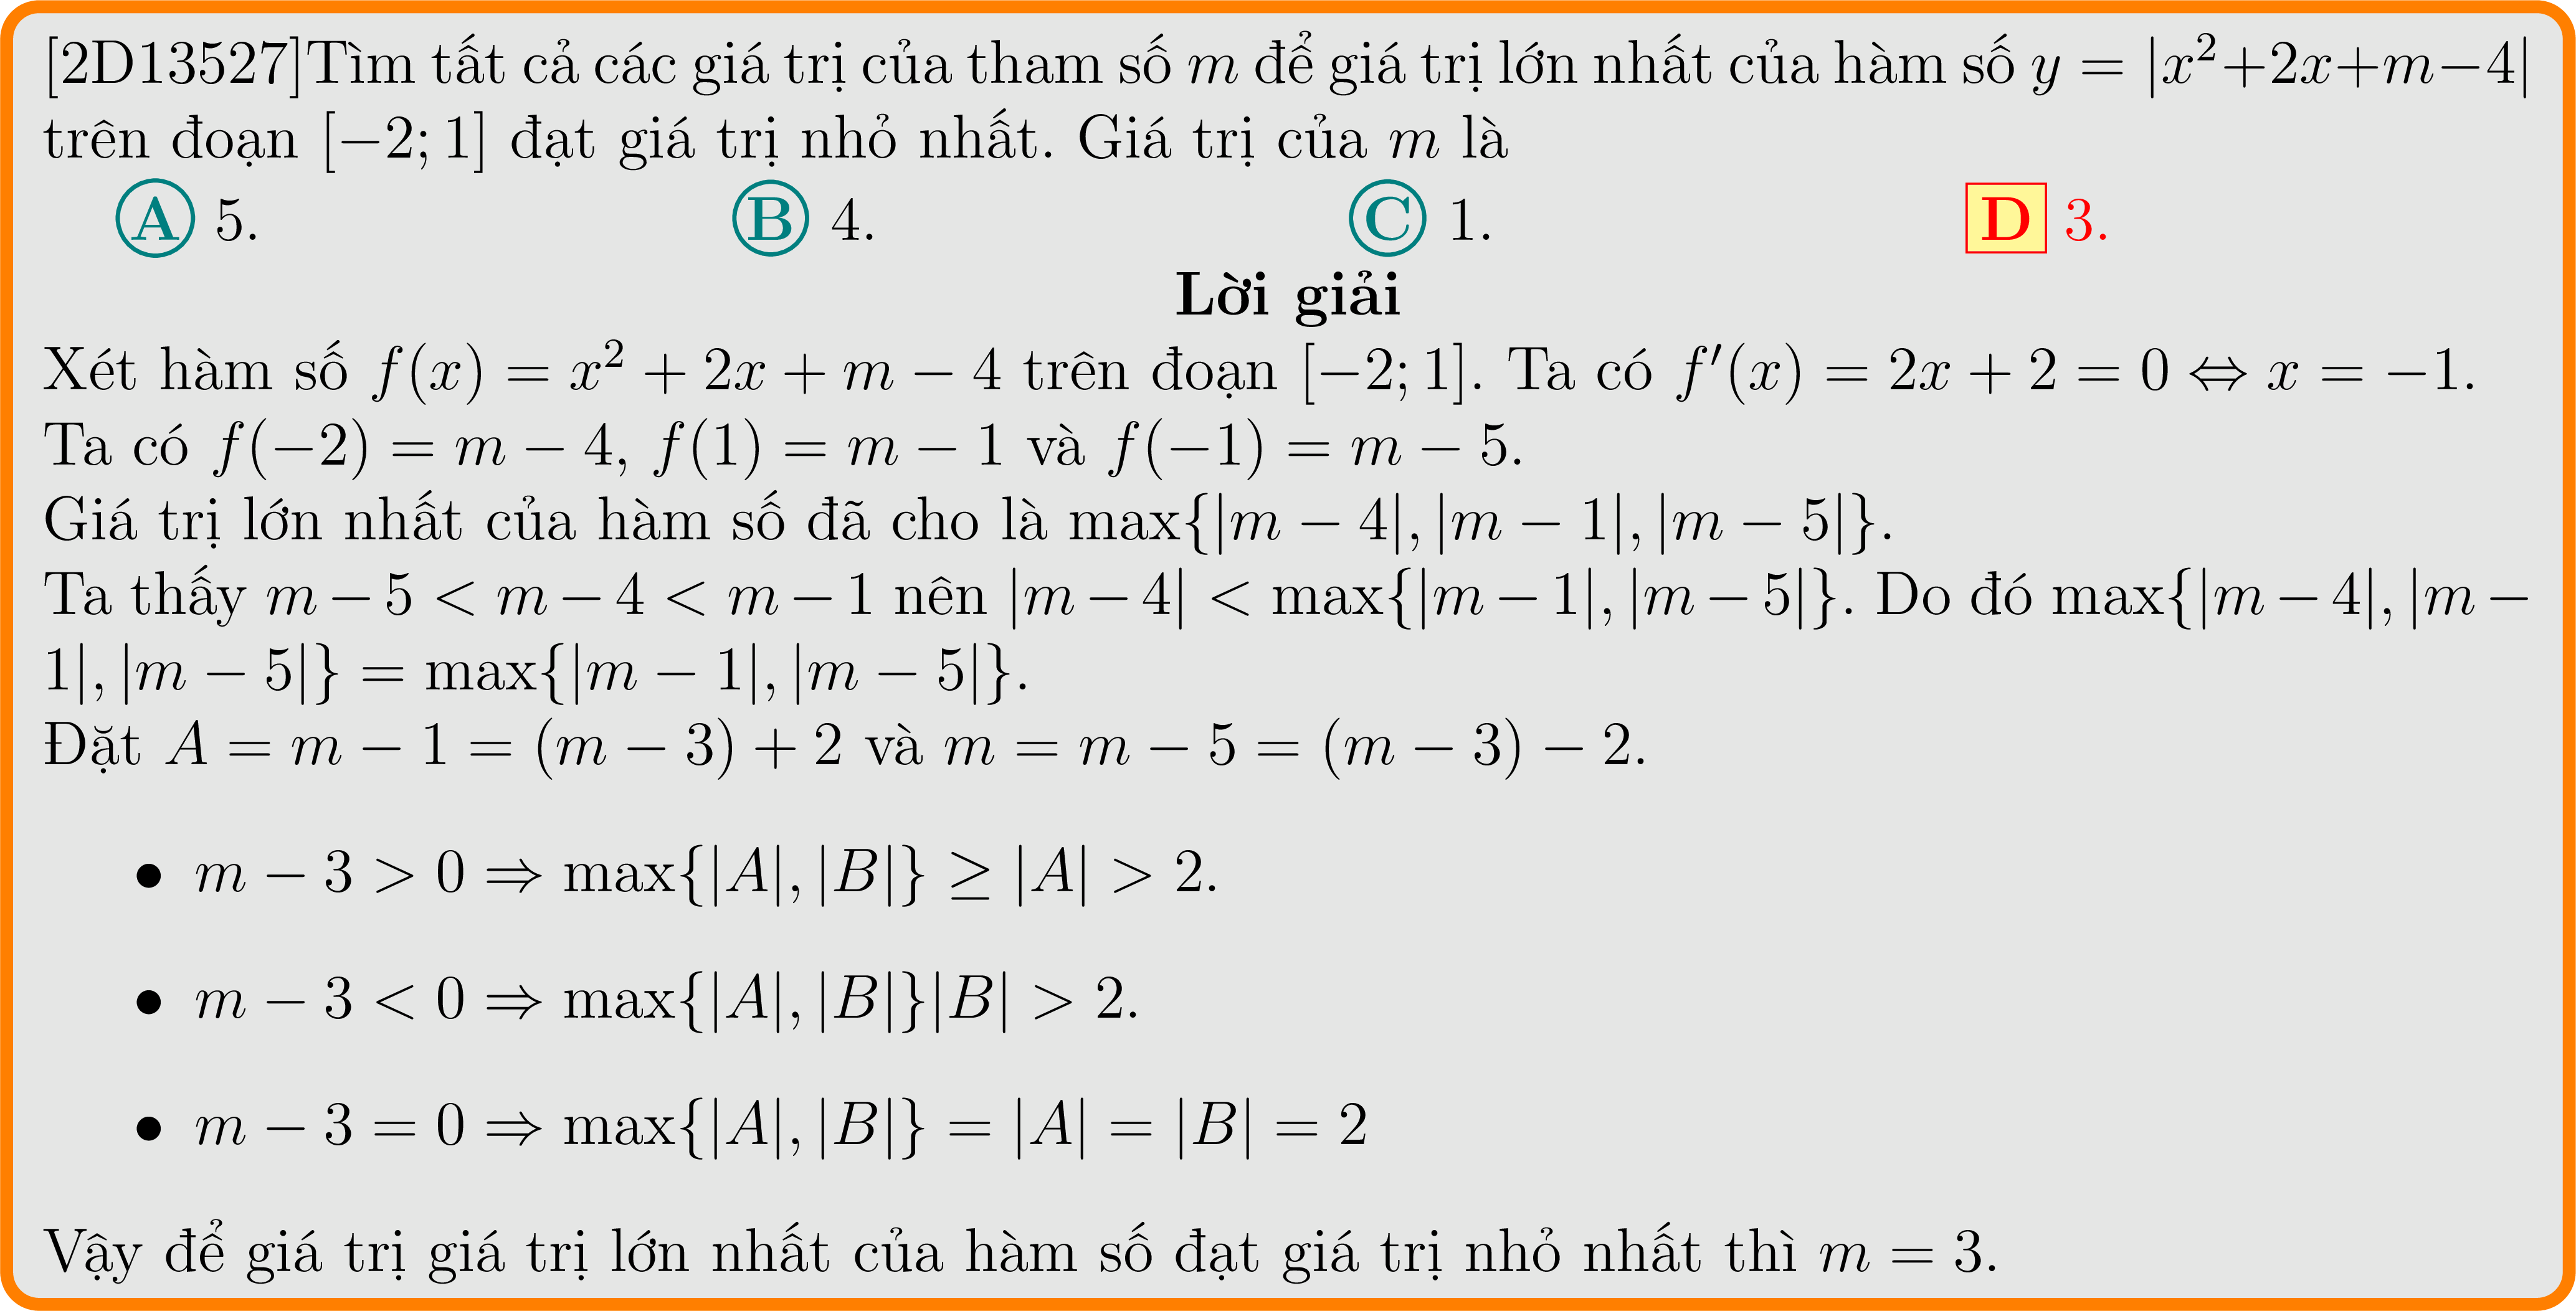 [2D13527]Tìm tất cả các giá trị của tham số m để giá trị lớn nhất của hàm số y = |x²+2x+m−4|
trên đoạn [−2; 1] đạt giá trị nhỏ nhất. Giá trị của m là
A 5. B 4. C 1. D 3.
Lời giải
Xét hàm số f(x) = x² + 2x + m − 4 trên đoạn [−2; 1]. Ta có f′(x) = 2x + 2 = 0 ⇔ x = −1.
Ta có f(−2) = m − 4, f(1) = m − 1 và f(−1) = m − 5.
Giá trị lớn nhất của hàm số đã cho là max{|m − 4|, |m − 1|, |m − 5|}.
Ta thấy m − 5 < m − 4 < m − 1 nên |m − 4| < max{|m − 1|, |m − 5|}. Do đó max{|m − 4|, |m −
1|, |m − 5|} = max{|m − 1|, |m − 5|}.
Đặt A = m − 1 = (m − 3) + 2 và m = m − 5 = (m − 3) − 2.
• m − 3 > 0 ⇒ max{|A|, |B|} ≥ |A| > 2.
• m − 3 < 0 ⇒ max{|A|, |B|}|B| > 2.
• m − 3 = 0 ⇒ max{|A|, |B|} = |A| = |B| = 2
Vậy để giá trị giá trị lớn nhất của hàm số đạt giá trị nhỏ nhất thì m = 3.